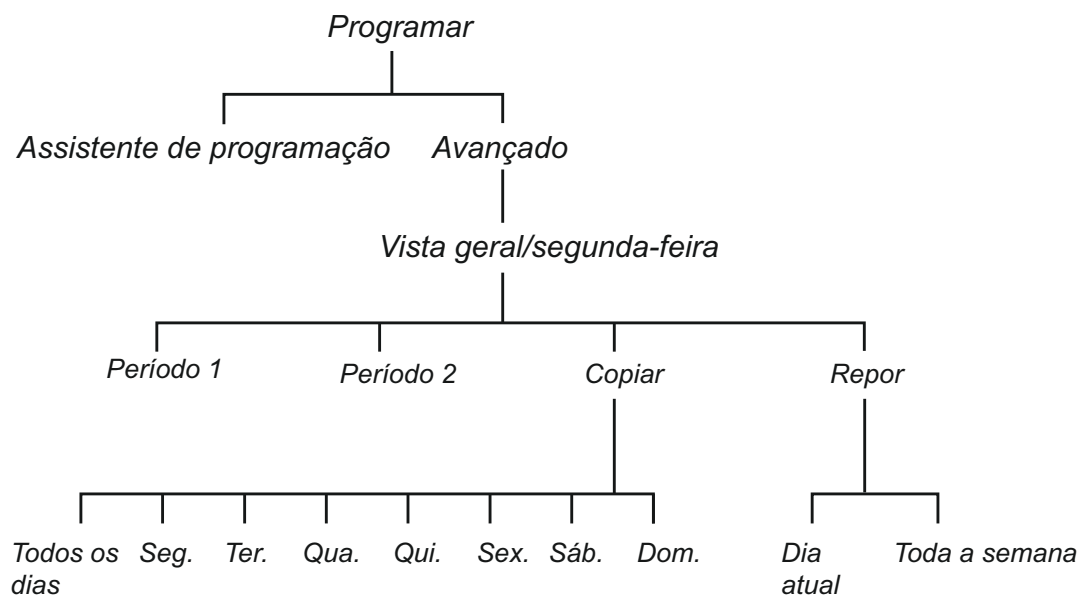 Programar
Assistente de programação Avançado
Vista geral/segunda-feira
Período 1 Período 2 Copiar Repor
Todos os Seg. Ter. Qua. Qui. Sex. Sáb. Dom. Dia Toda a semana
dias atual